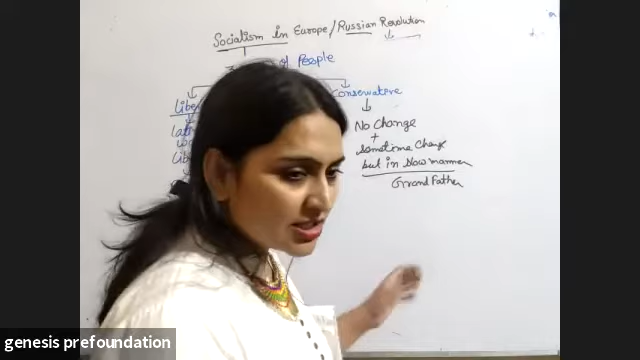 Socialism in Europe/Russian Revolution
of People
Conservative
No Change
+
Sometime Change
but in slow manner
Grand Father
genesis prefoundation